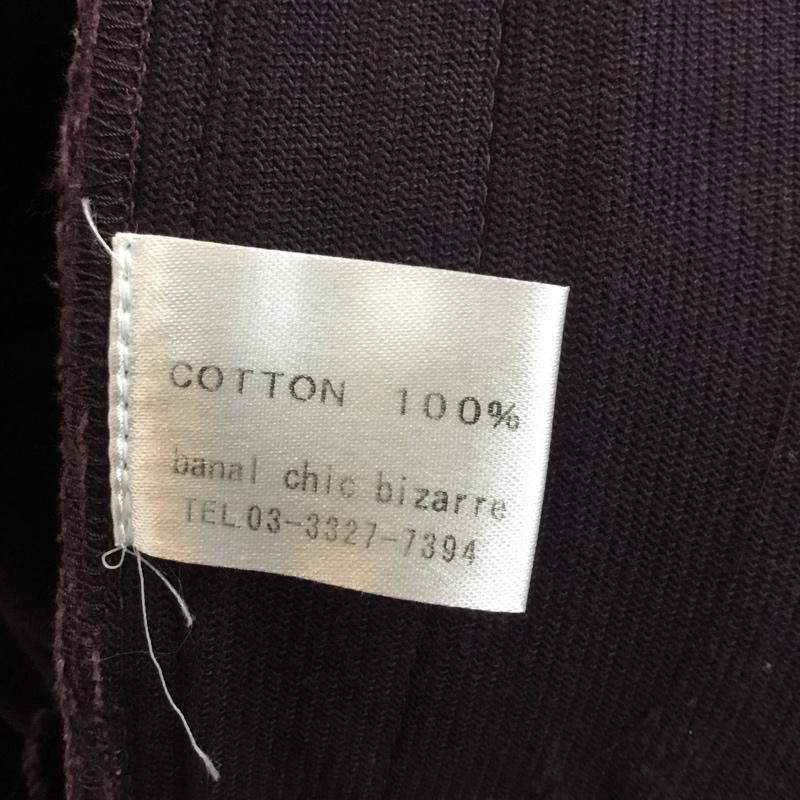 COTTON 100%
banal chic bizarre
TEL.03-3327-7394